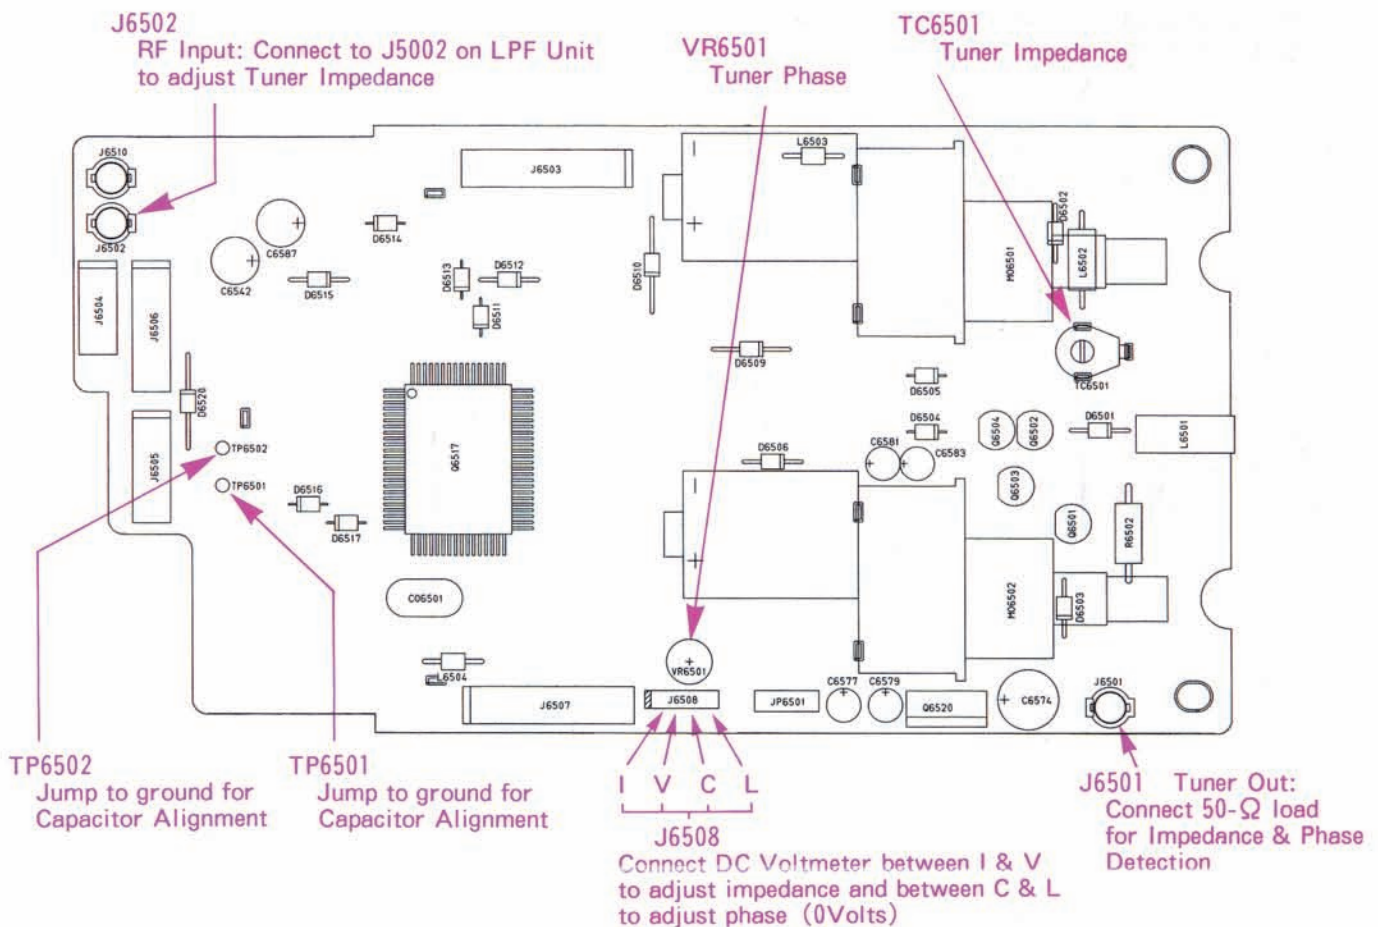 J6502
RF Input: Connect to J5002 on LPF Unit
to adjust Tuner Impedance
VR6501
Tuner Phase
TC6501
Tuner Impedance
J6510
J6502
J6503
L6503
D6502
L6502
MO6501
C6587
C6542
D6514
D6515
D6513
D6512
D6511
D6510
J6504
J6506
D6509
TC6501
D6505
D6520
D6504
Q6504
Q6502
D6501
L6501
C6581
C6583
D6506
Q6517
TP6502
TP6501
J6505
D6516
D6517
Q6503
Q6501
R6502
CO6501
MO6502
D6503
VR6501
L6504
J6507
J6508
JP6501
C6577
C6579
Q6520
C6574
J6501
TP6502
Jump to ground for
Capacitor Alignment
TP6501
Jump to ground for
Capacitor Alignment
I V C L
J6508
Connect DC Voltmeter between I & V
to adjust impedance and between C & L
to adjust phase (0Volts)
J6501 Tuner Out:
Connect 50-Ω load
for Impedance & Phase
Detection